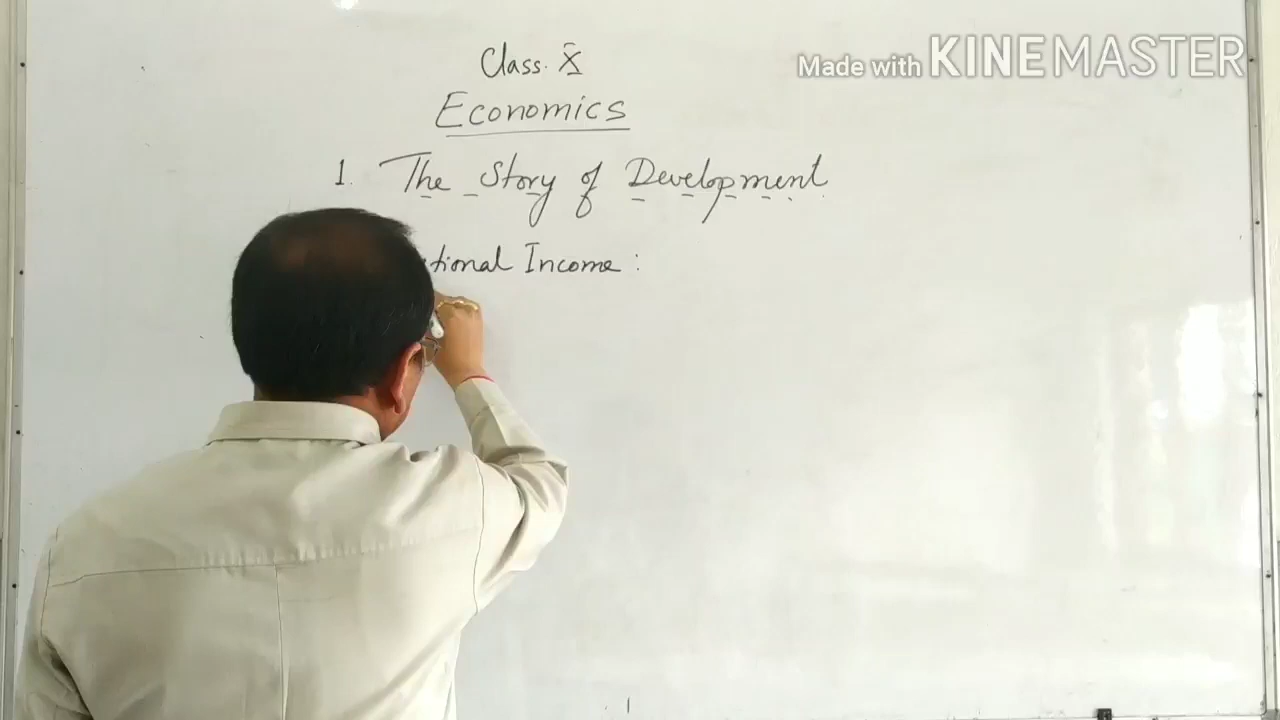 Class. X
Made with KINEMASTER
Economics
1. The Story of Development
tional Income :